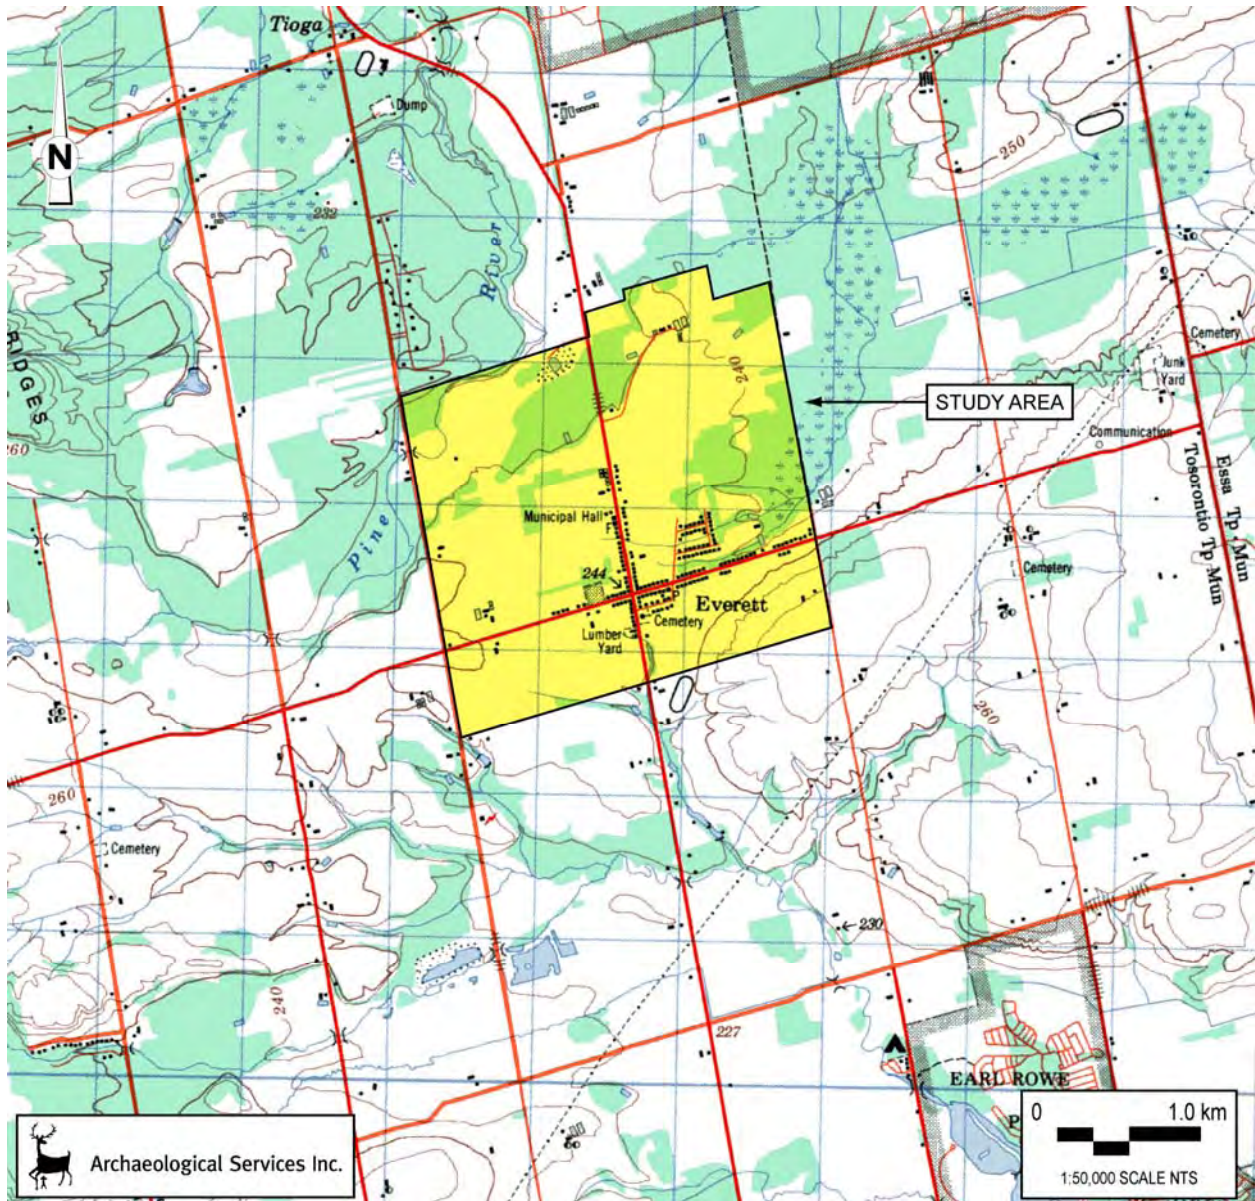 Tioga
Dump
N
250
232
River
RIDGES
240
Cemetery
Junk
Yard
STUDY AREA
260
Communication
Essa Tp Mun
Tosorontio Tp Mun
Municipal Hall
Pine
244
P
Everett
Cemetery
Lumber
Yard
Cemetery
260
260
Cemetery
230
240
227
EARL ROWE
P
0 1.0 km
1:50,000 SCALE NTS
Archaeological Services Inc.